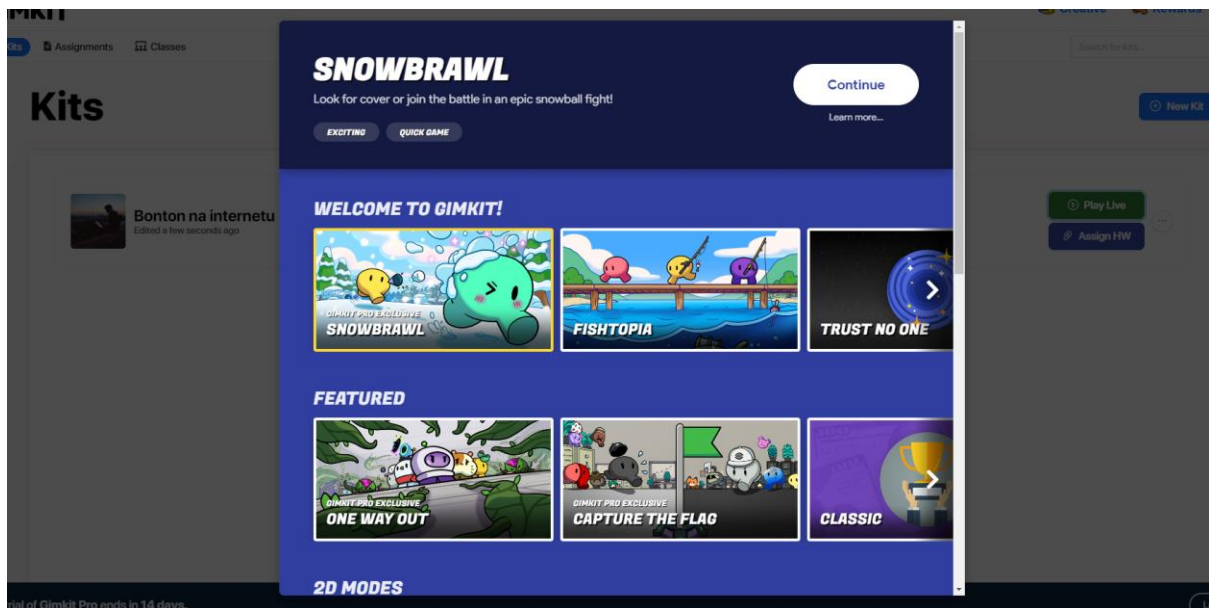 Creative
Rewards
Kits
Assignments
Classes
Search for kits...
Kits
New Kit
SNOWBRAWL
Look for cover or join the battle in an epic snowball fight!
EXCITING
QUICK GAME
Continue
Learn more...
Bonton na internetu
Edited a few seconds ago
Play Live
Assign HW
WELCOME TO GIMKIT!
GIMKIT PRO EXCLUSIVE
SNOWBRAWL
FISHTOPIA
TRUST NO ONE
FEATURED
GIMKIT PRO EXCLUSIVE
ONE WAY OUT
GIMKIT PRO EXCLUSIVE
CAPTURE THE FLAG
CLASSIC
2D MODES
of Gimkit Pro ends in 14 days.